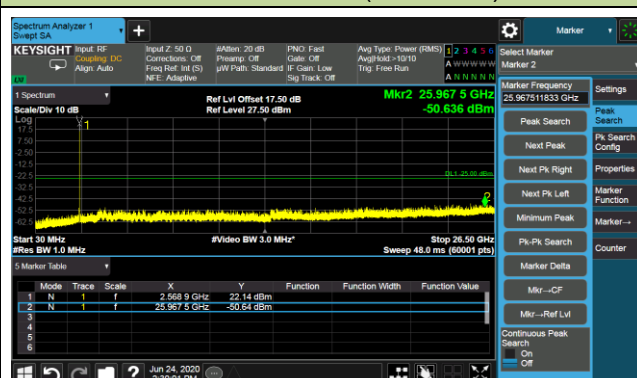 Spectrum Analyzer 1
Swept SA
+
Marker
KEYSIGHT Input: RF Input Z: 50 Ω #Atten: 20 dB PNO: Fast Avg Type: Power (RMS) 1 2 3 4 5 6
Coupling: DC Corrections: Off Preamp: Off Gate: Off Avg|Hold:>10/10 A W W W W W
Align: Auto Freq Ref: Int (S) µW Path: Standard IF Gain: Low Trig: Free Run
NFE: Adaptive Sig Track: Off A N N N N N
Select Marker
Marker 2
1 Spectrum
Ref Lvl Offset 17.50 dB
Mkr2 25.967 5 GHz
Scale/Div 10 dB
Ref Level 27.50 dBm
-50.636 dBm
Log
17.5
7.50
-2.50
-12.5
-22.5
-32.5
-42.5
-52.5
-62.5
1
2
DL1 -25.00 dBm
Start 30 MHz
#Video BW 3.0 MHz*
Stop 26.50 GHz
#Res BW 1.0 MHz
Sweep 48.0 ms (60001 pts)
5 Marker Table
Mode Trace Scale X Y Function Function Width Function Value
1 N 1 f 2.568 9 GHz 22.14 dBm
2 N 1 f 25.967 5 GHz -50.64 dBm
3
4
5
6
Marker Frequency
25.967511833 GHz
Peak Search
Next Peak
Next Pk Right
Next Pk Left
Minimum Peak
Pk-Pk Search
Marker Delta
Mkr→CF
Mkr→Ref Lvl
Continuous Peak
Search
On
Off
Settings
Peak
Search
Pk Search
Config
Properties
Marker
Function
Marker→
Counter
?
Jun 24, 2020